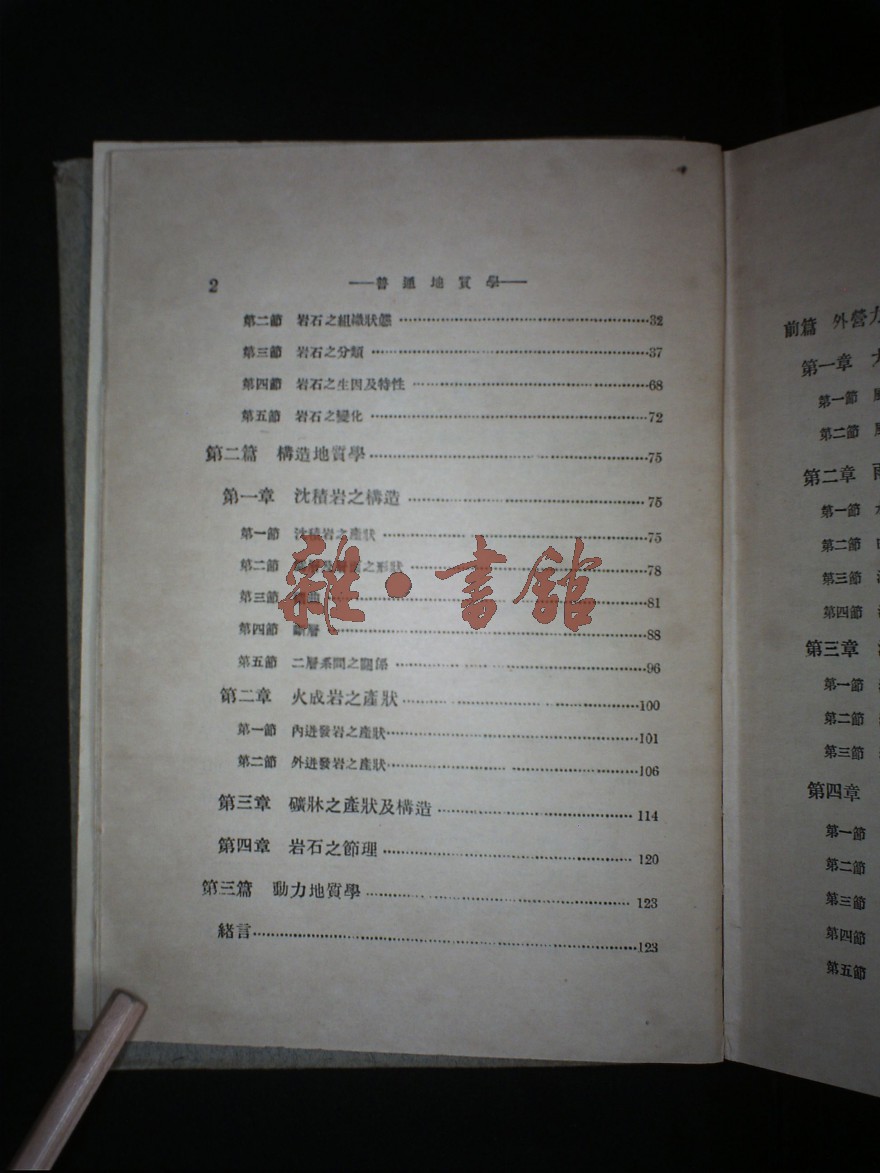 2 ——普通地質學——
第二節 岩石之組織狀態 ……32
第三節 岩石之分類 ……37
第四節 岩石之生因及特性 ……68
第五節 岩石之變化 ……72
第二篇 構造地質學 ……75
第一章 沈積岩之構造 ……75
第一節 沈積岩之產狀 ……75
第二節 之形狀 ……78
第三節 曲 ……81
第四節 斷層 ……88
第五節 二層系間之關係 ……96
第二章 火成岩之產狀 ……100
第一節 內迸發岩之產狀 ……101
第二節 外迸發岩之產狀 ……106
第三章 礦牀之產狀及構造 ……114
第四章 岩石之節理 ……120
第三篇 動力地質學 ……123
緒言 ……123
雜·書館
前篇 外營力
第一章
第一節
第二節
第二章
第一節
第二節
第三節
第四節
第三章
第一節
第二節
第三節
第四章
第一節
第二節
第三節
第四節
第五節